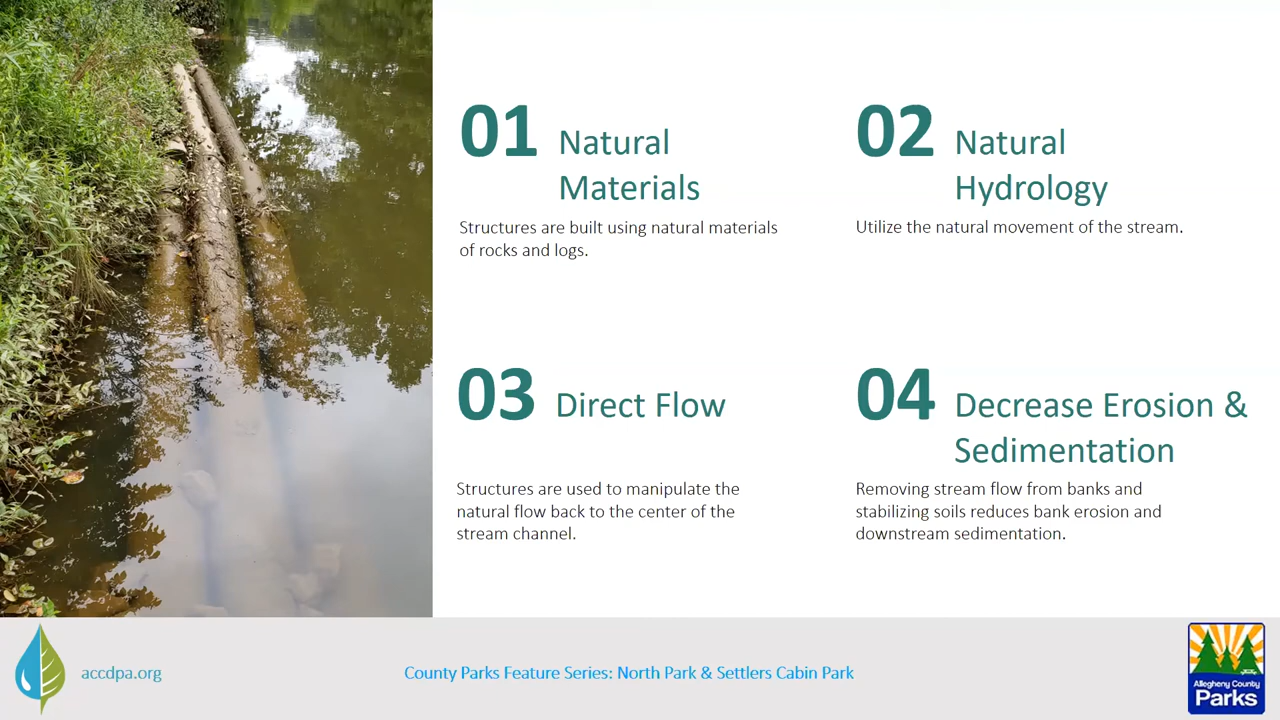 01 Natural
Materials
Structures are built using natural materials
of rocks and logs.
02 Natural
Hydrology
Utilize the natural movement of the stream.
03 Direct Flow
Structures are used to manipulate the
natural flow back to the center of the
stream channel.
04 Decrease Erosion &
Sedimentation
Removing stream flow from banks and
stabilizing soils reduces bank erosion and
downstream sedimentation.
accdpa.org
County Parks Feature Series: North Park & Settlers Cabin Park
Allegheny County
Parks